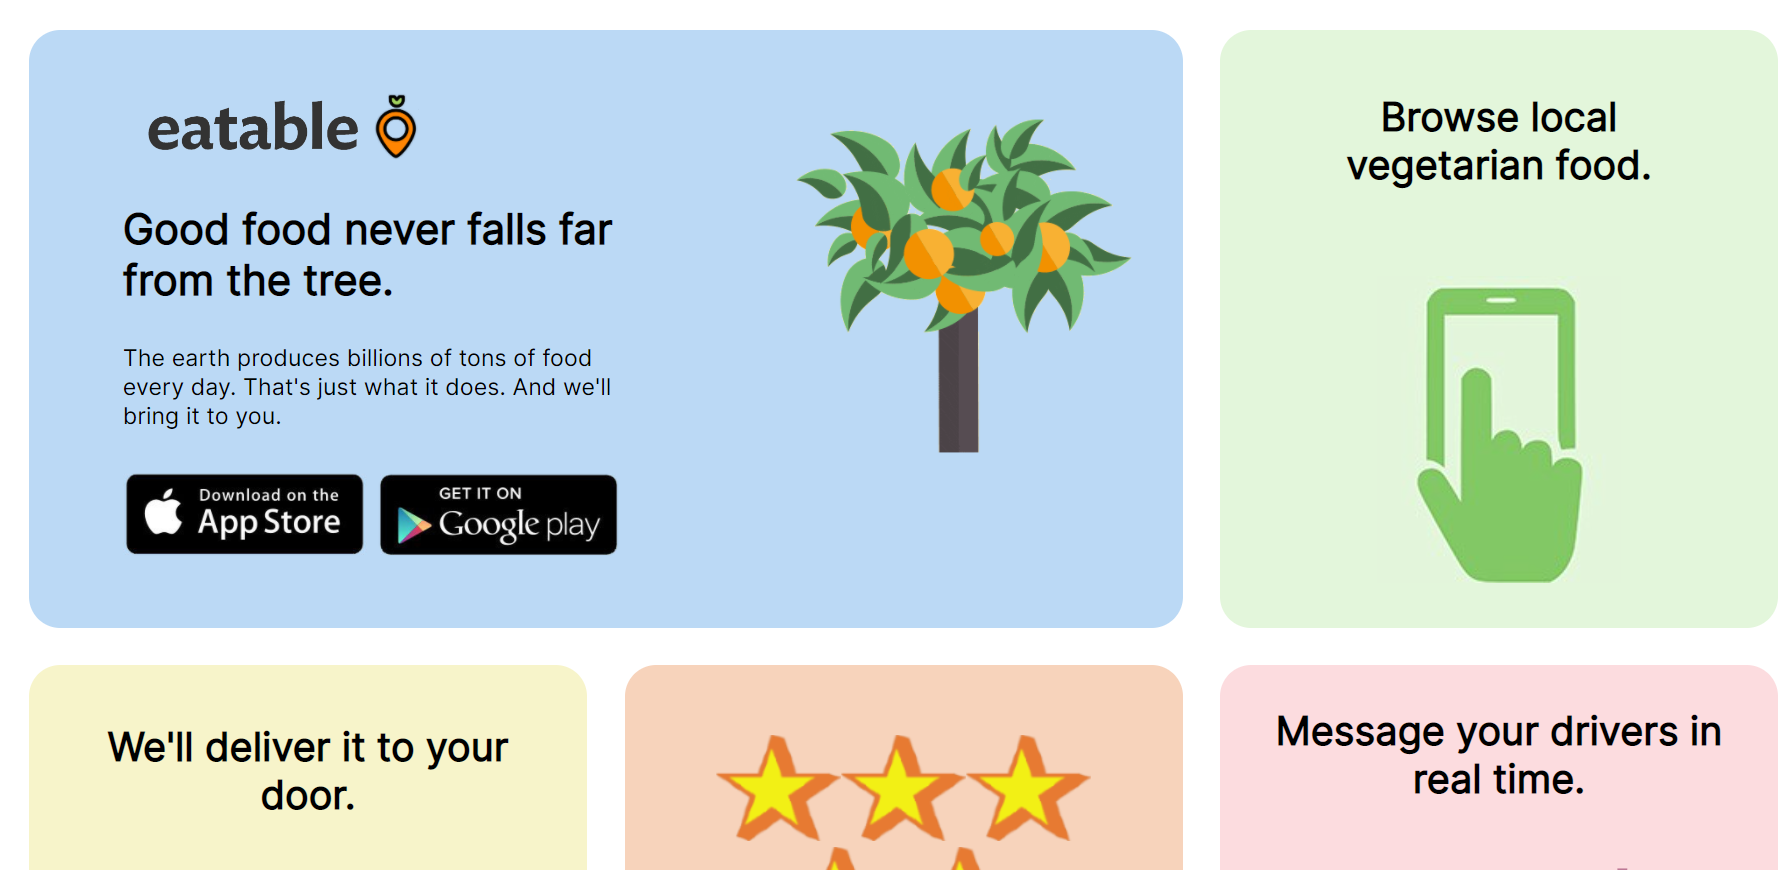 eatable
Good food never falls far
from the tree.
The earth produces billions of tons of food
every day. That's just what it does. And we'll
bring it to you.
Download on the
App Store
GET IT ON
Google play
Browse local
vegetarian food.
We'll deliver it to your
door.
Message your drivers in
real time.